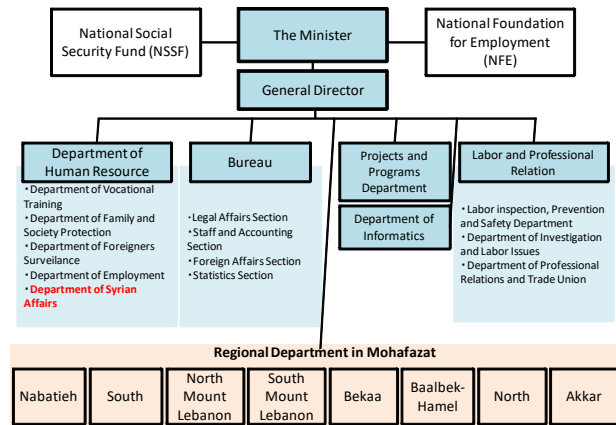 National Social
Security Fund (NSSF)
The Minister
National Foundation
for Employment
(NFE)
General Director
Department of
Human Resource
・Department of Vocational
Training
・Department of Family and
Society Protection
・Department of Foreigners
Surveilance
・Department of Employment
・Department of Syrian
Affairs
Bureau
・Legal Affairs Section
・Staff and Accounting
Section
・Foreign Affairs Section
・Statistics Section
Projects and
Programs
Department
Department of
Informatics
Labor and Professional
Relation
・Labor inspection, Prevention
and Safety Department
・Department of Investigation
and Labor Issues
・Department of Professional
Relations and Trade Union
Regional Department in Mohafazat
Nabatieh
South
North
Mount
Lebanon
South
Mount
Lebanon
Bekaa
Baalbek-
Hamel
North
Akkar